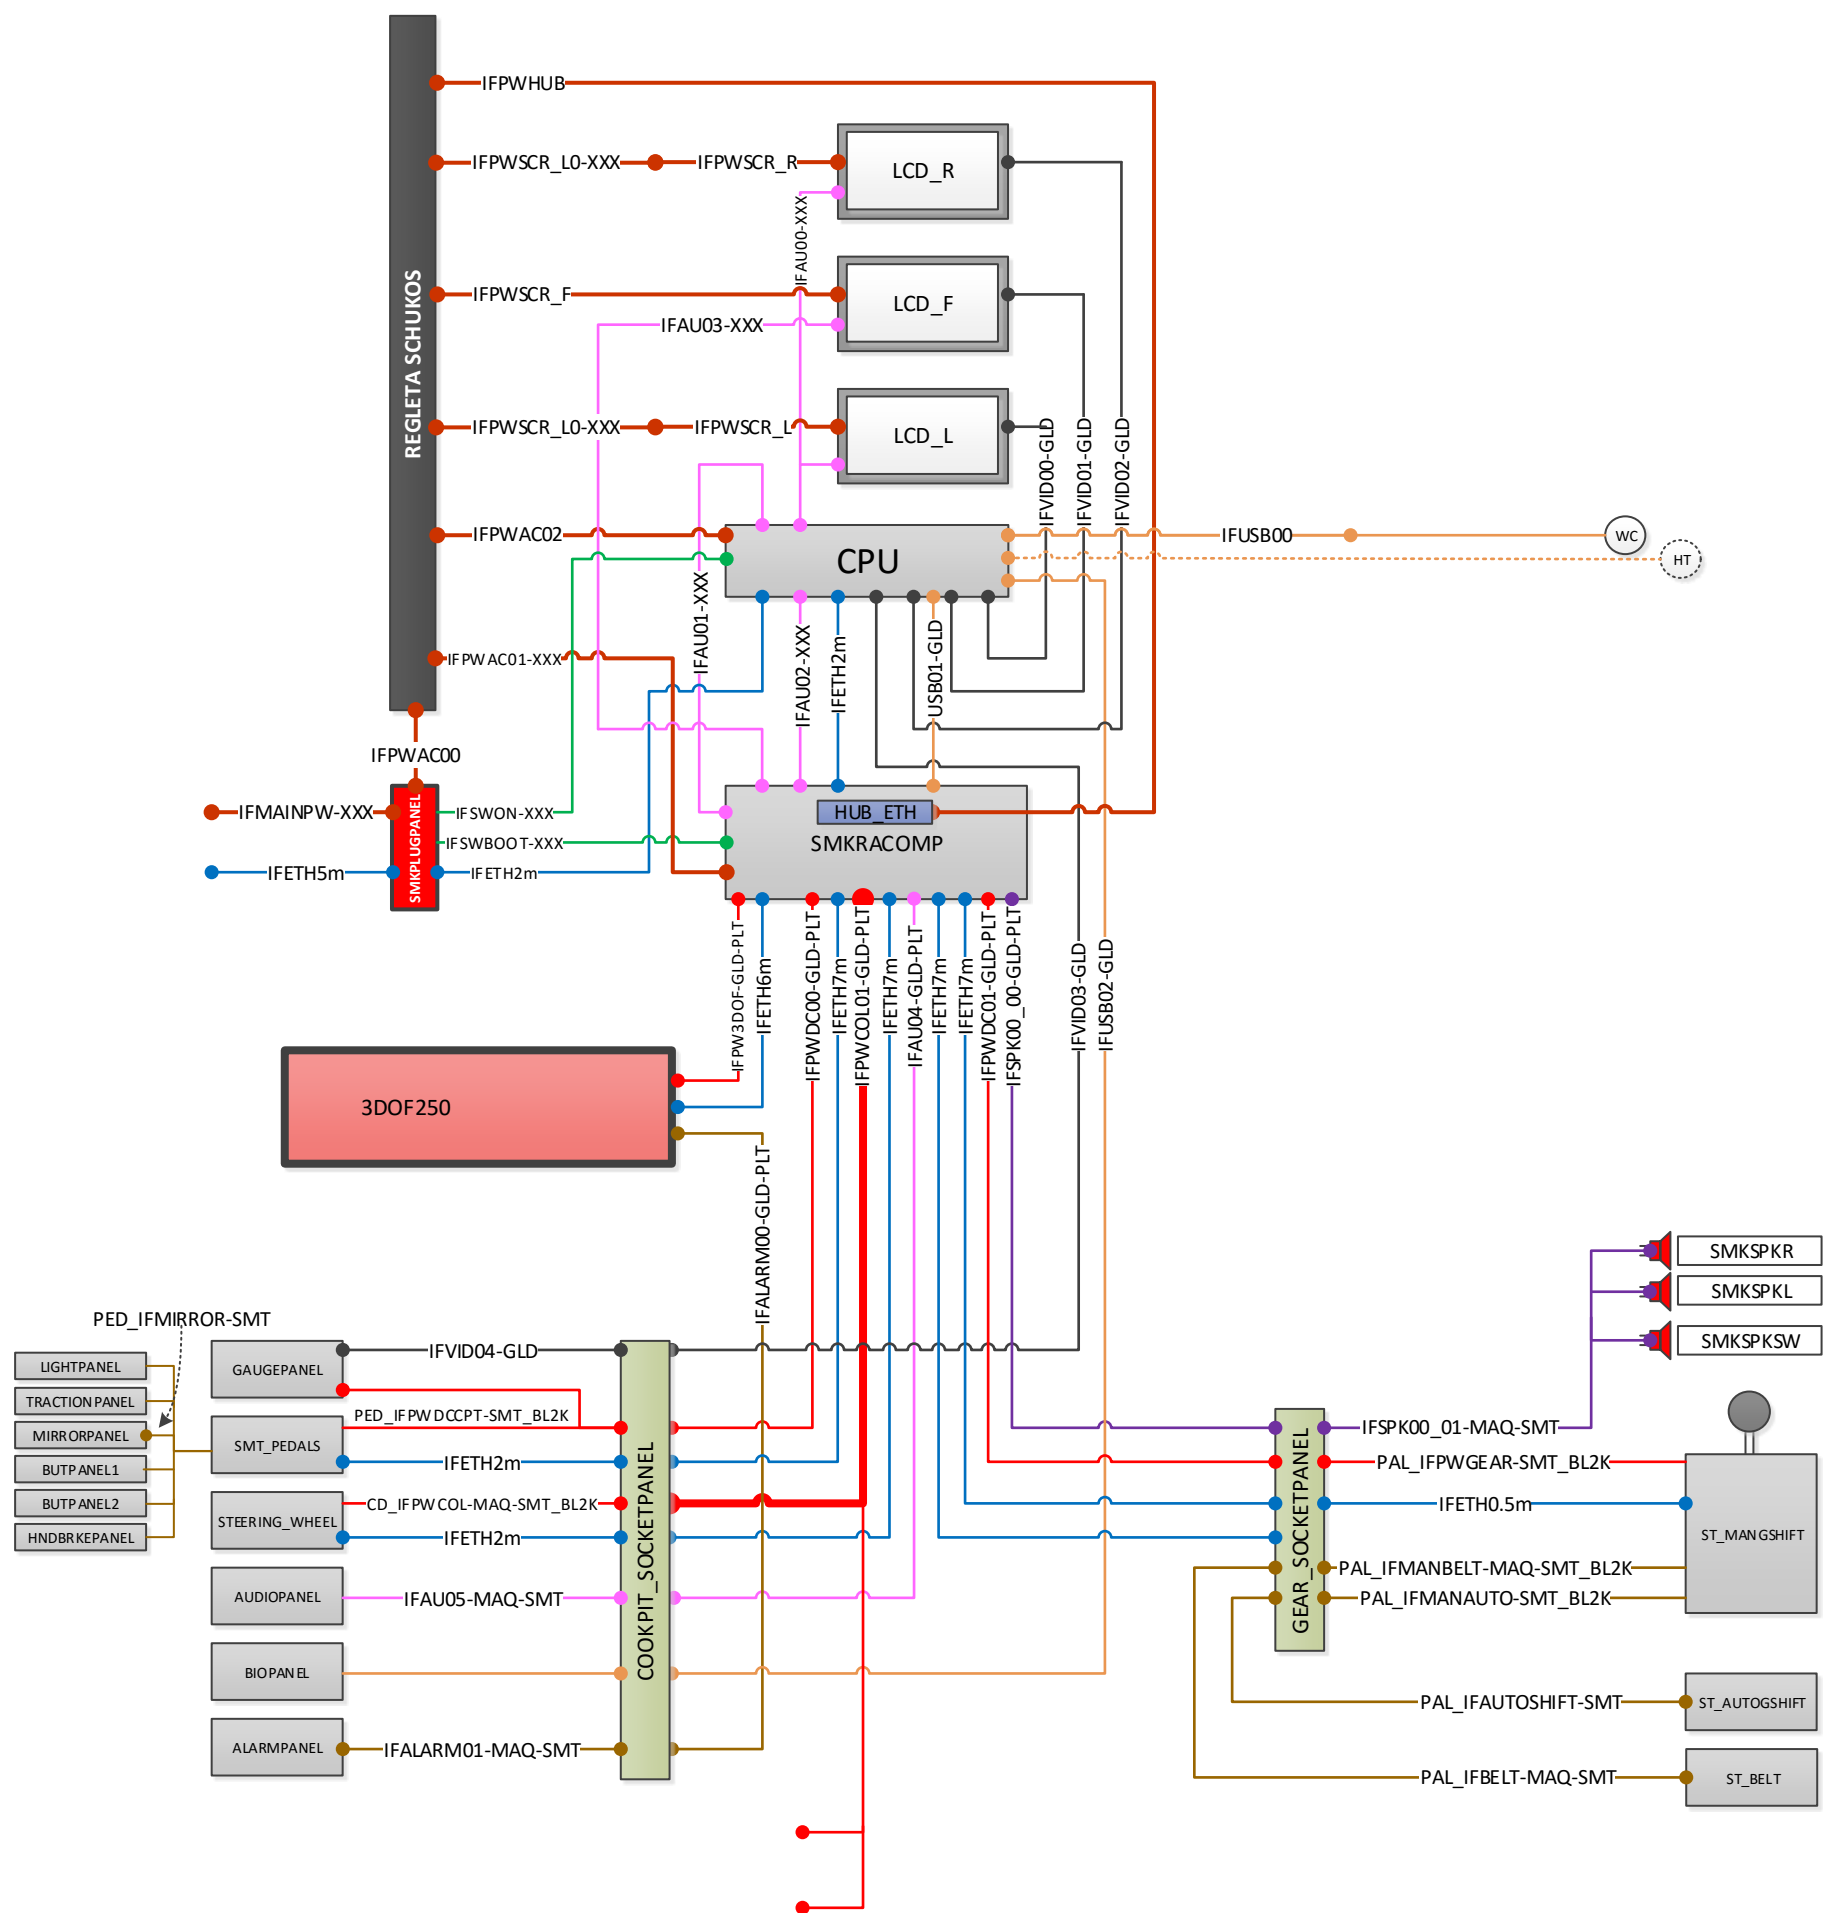 IFPWHUB
IFPWSCR_L0-XXX
IFPWSCR_R
LCD_R
IFAU00-XXX
REGLETA SCHUKOS
IFPWSCR_F
LCD_F
IFAU03-XXX
IFPWSCR_L0-XXX
IFPWSCR_L
LCD_L
IFVID00-GLD
IFVID01-GLD
IFVID02-GLD
IFPWAC02
CPU
IFUSB00
WC
HT
IFAU01-XXX
IFAU02-XXX
IFETH2m
USB01-GLD
IFPWAC01-XXX
IFPWAC00
IFMAINPW-XXX
SMKPLUGPANEL
IFSWON-XXX
HUB_ETH
IFSWBOOT-XXX
SMKRACOMP
IFETH5m
IFETH2m
IFPW3DOF-GLD-PLT
IFETH6m
IFPWDC00-GLD-PLT
IFETH7m
IFPWCOL01-GLD-PLT
IFETH7m
IFAU04-GLD-PLT
IFETH7m
IFETH7m
IFPWDC01-GLD-PLT
IFSPK00_00-GLD-PLT
IFVID03-GLD
IFUSB02-GLD
3DOF250
IFALARM00-GLD-PLT
SMKSPKR
SMKSPKL
SMKSPKSW
PED_IFMIRROR-SMT
LIGHTPANEL
TRACTIONPANEL
MIRRORPANEL
BUTPANEL1
BUTPANEL2
HNDBRKEPANEL
GAUGEPANEL
IFVID04-GLD
PED_IFPWDCCPT-SMT_BL2K
SMT_PEDALS
IFETH2m
CD_IFPWCOL-MAQ-SMT_BL2K
STEERING_WHEEL
IFETH2m
AUDIOPANEL
IFAU05-MAQ-SMT
BIOPANEL
ALARMPANEL
IFALARM01-MAQ-SMT
COOKPIT_SOCKETPANEL
GEAR_SOCKETPANEL
IFSPK00_01-MAQ-SMT
PAL_IFPWGEAR-SMT_BL2K
IFETH0.5m
ST_MANGSHIFT
PAL_IFMANBELT-MAQ-SMT_BL2K
PAL_IFMANAUTO-SMT_BL2K
PAL_IFAUTOSHIFT-SMT
ST_AUTOGSHIFT
PAL_IFBELT-MAQ-SMT
ST_BELT